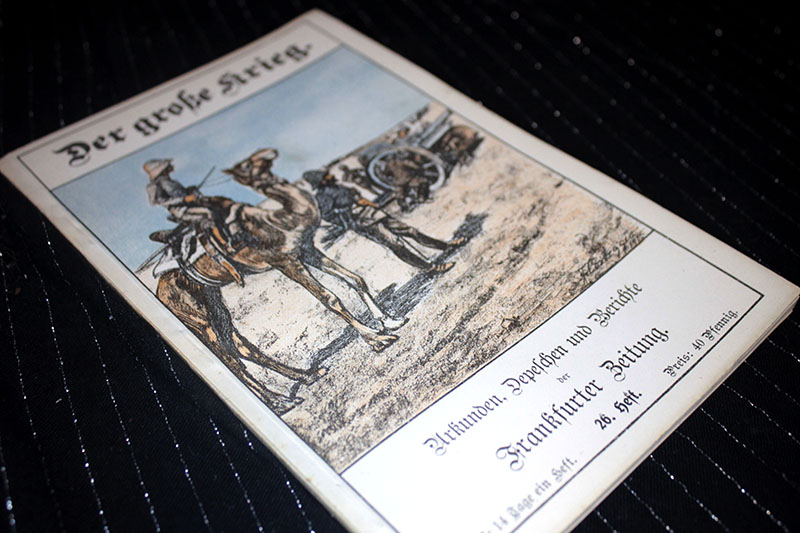 Der große Krieg.
Urkunden, Depeschen und Berichte
der
Frankfurter Zeitung.
26. Heft.
14 Tage ein Heft.
Preis: 40 Pfennig.